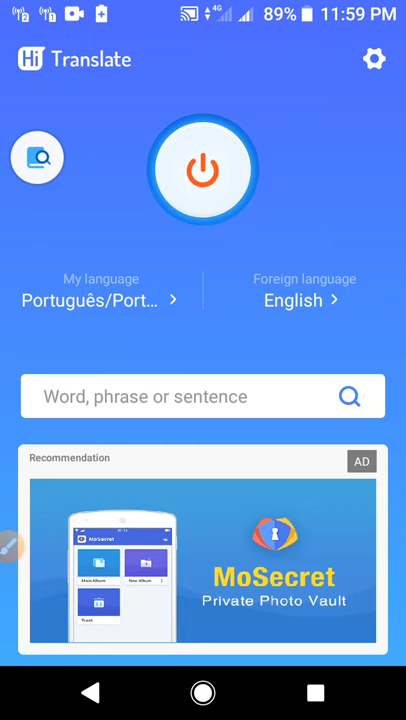 4G 89% 11:59 PM
Hi Translate
My language
Foreign language
Português/Port...
English
Word, phrase or sentence
Recommendation
AD
MoSecret
Main Album
New Album
Trash
MoSecret
Private Photo Vault